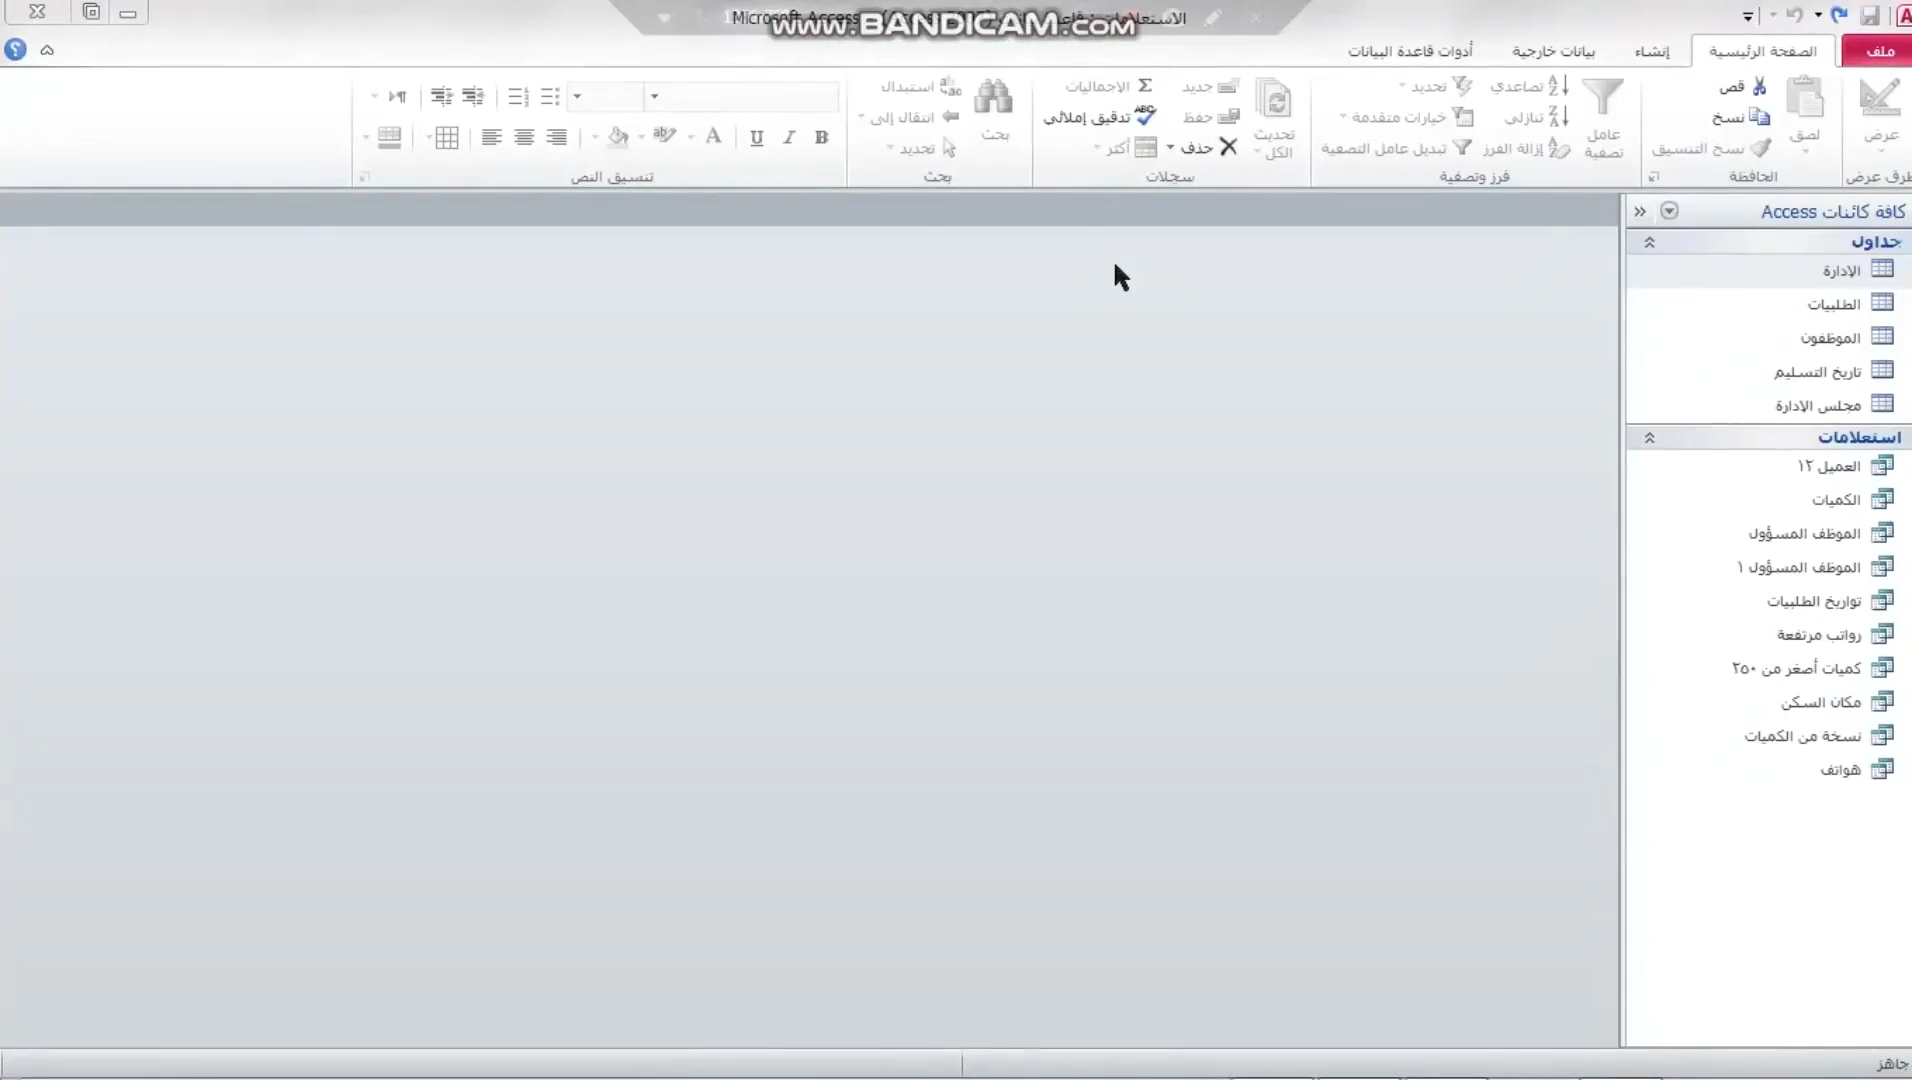 الاستعلامات : قاعدة Microsoft Access
www.BANDICAM.com
ملف
الصفحة الرئيسية
إنشاء
بيانات خارجية
أدوات قاعدة البيانات
عرض
لصق
قص
نسخ
نسخ التنسيق
الحافظة
عامل تصفية
تصاعدي
تنازلي
إزالة الفرز
تحديد
خيارات متقدمة
تبديل عامل التصفية
فرز وتصفية
تحديث الكل
جديد
حفظ
حذف
الإجماليات
تدقيق إملائي
أكثر
سجلات
بحث
استبدال
انتقال إلى
تحديد
بحث
B I U A
تنسيق النص
كافة كائنات Access
جداول
الإدارة
الطلبيات
الموظفون
تاريخ التسليم
مجلس الإدارة
استعلامات
العميل ١٢
الكميات
الموظف المسؤول
الموظف المسؤول ١
تواريخ الطلبيات
رواتب مرتفعة
كميات أصغر من ٢٥٠
مكان السكن
نسخة من الكميات
هواتف
جاهز